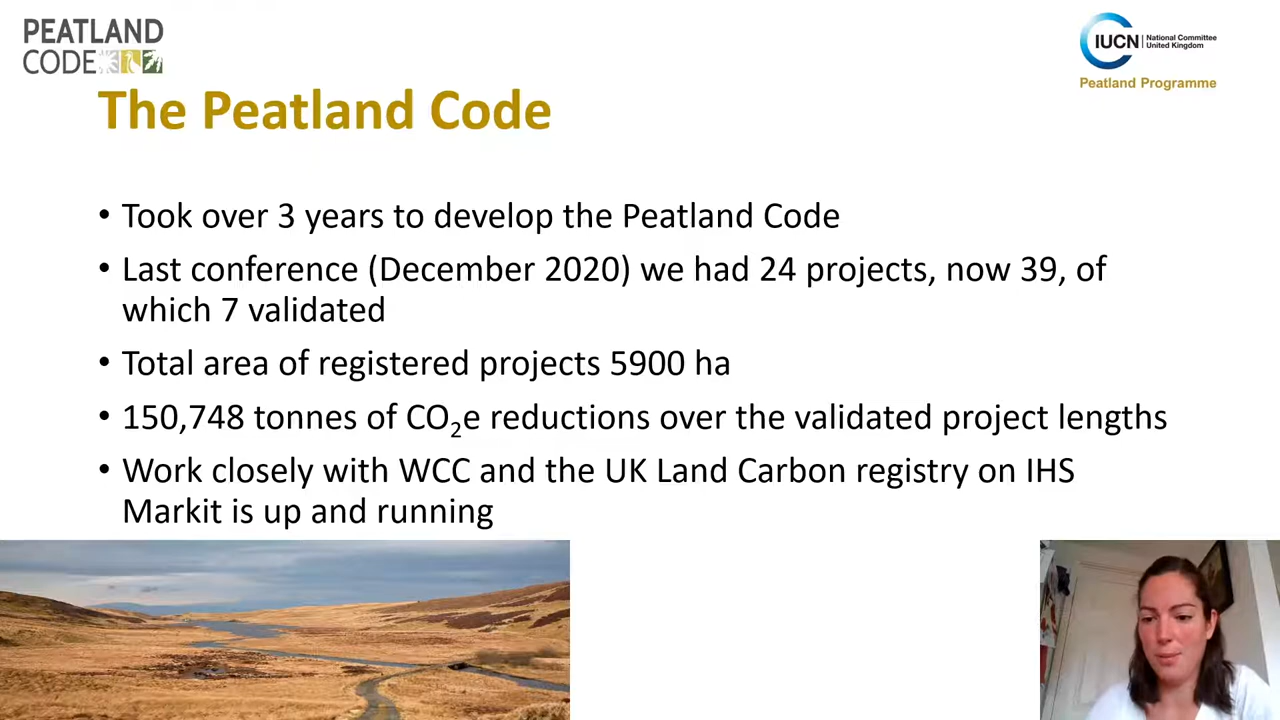 PEATLAND
CODE
IUCN
National Committee
United Kingdom
Peatland Programme
The Peatland Code
• Took over 3 years to develop the Peatland Code
• Last conference (December 2020) we had 24 projects, now 39, of
which 7 validated
• Total area of registered projects 5900 ha
• 150,748 tonnes of CO₂e reductions over the validated project lengths
• Work closely with WCC and the UK Land Carbon registry on IHS
Markit is up and running